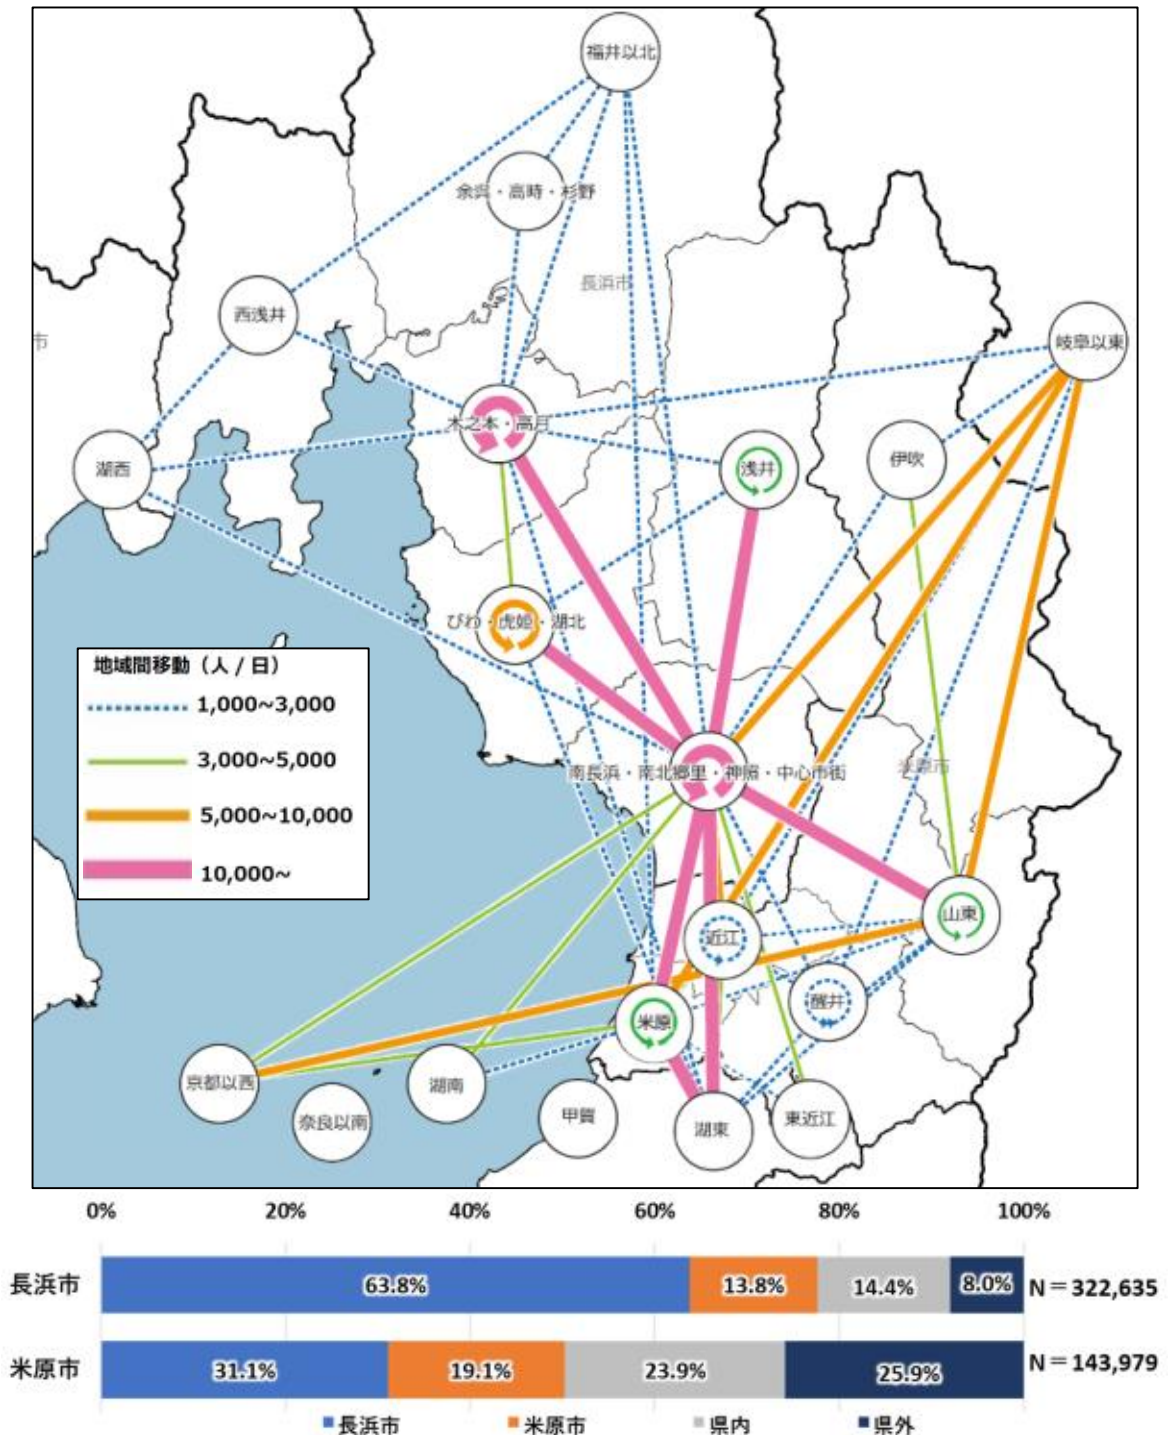 福井以北
余呉・高時・杉野
長浜市
西浅井
市
岐阜以東
木之本・高月
湖西
浅井
伊吹
びわ・虎姫・湖北
地域間移動（人 / 日）
1,000~3,000
3,000~5,000
5,000~10,000
10,000~
南長浜・南北郷里・神照・中心市街
米原市
山東
近江
醒井
米原
京都以西
湖南
奈良以南
甲賀
湖東
東近江
0% 20% 40% 60% 80% 100%
長浜市 63.8% 13.8% 14.4% 8.0% N＝322,635
米原市 31.1% 19.1% 23.9% 25.9% N＝143,979
長浜市 米原市 県内 県外